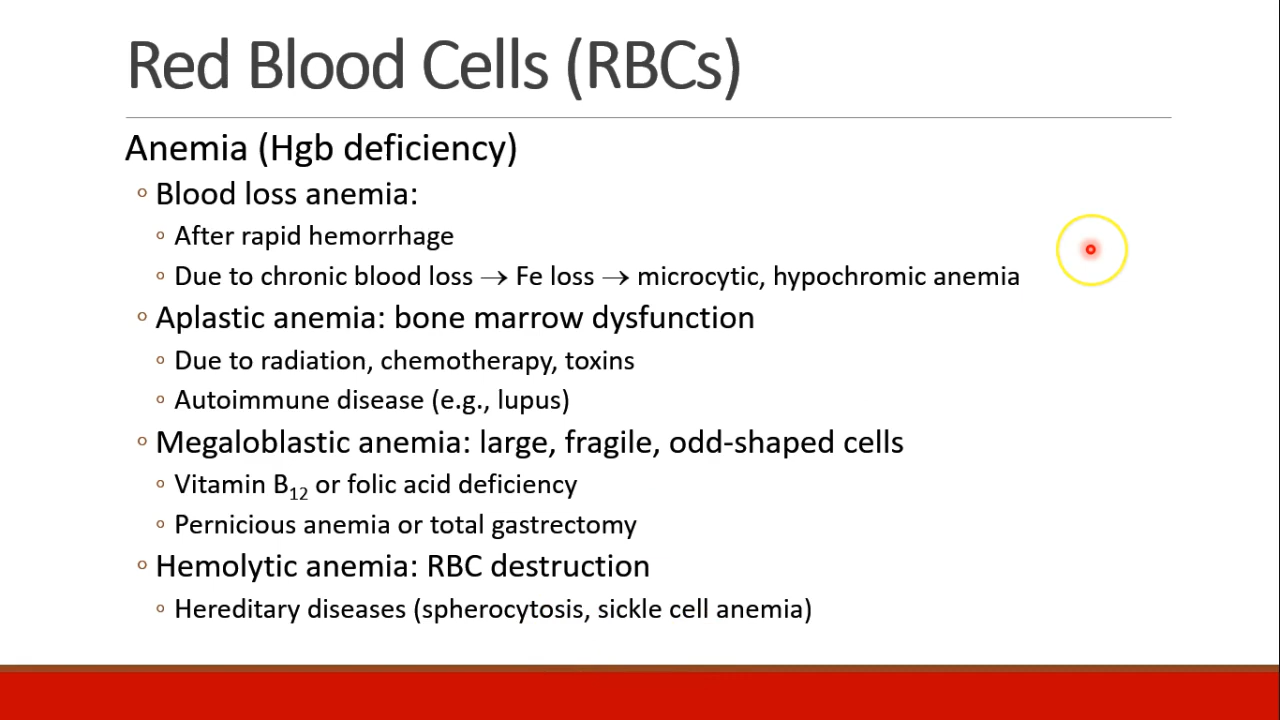 Red Blood Cells (RBCs)
Anemia (Hgb deficiency)
◦ Blood loss anemia:
◦ After rapid hemorrhage
◦ Due to chronic blood loss → Fe loss → microcytic, hypochromic anemia
◦ Aplastic anemia: bone marrow dysfunction
◦ Due to radiation, chemotherapy, toxins
◦ Autoimmune disease (e.g., lupus)
◦ Megaloblastic anemia: large, fragile, odd-shaped cells
◦ Vitamin B₁₂ or folic acid deficiency
◦ Pernicious anemia or total gastrectomy
◦ Hemolytic anemia: RBC destruction
◦ Hereditary diseases (spherocytosis, sickle cell anemia)